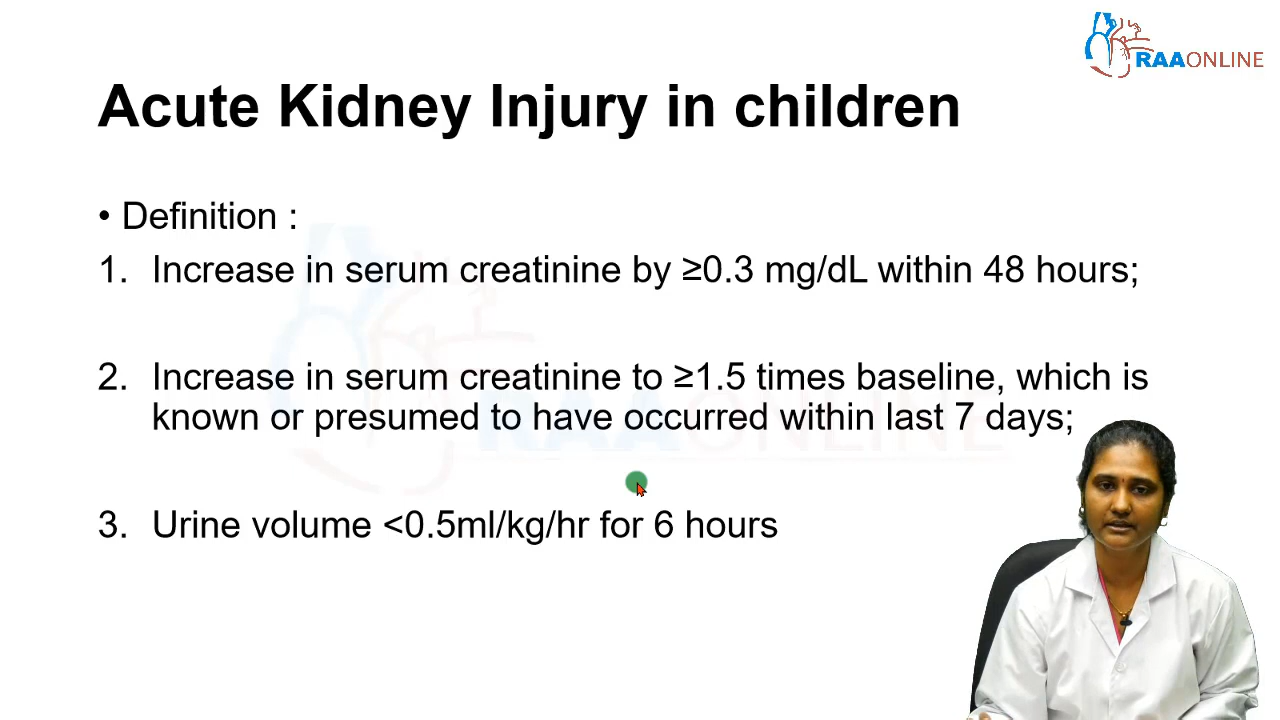 RAAONLINE
Acute Kidney Injury in children
• Definition :
1. Increase in serum creatinine by ≥0.3 mg/dL within 48 hours;
2. Increase in serum creatinine to ≥1.5 times baseline, which is
known or presumed to have occurred within last 7 days;
RAAONLINE
3. Urine volume <0.5ml/kg/hr for 6 hours